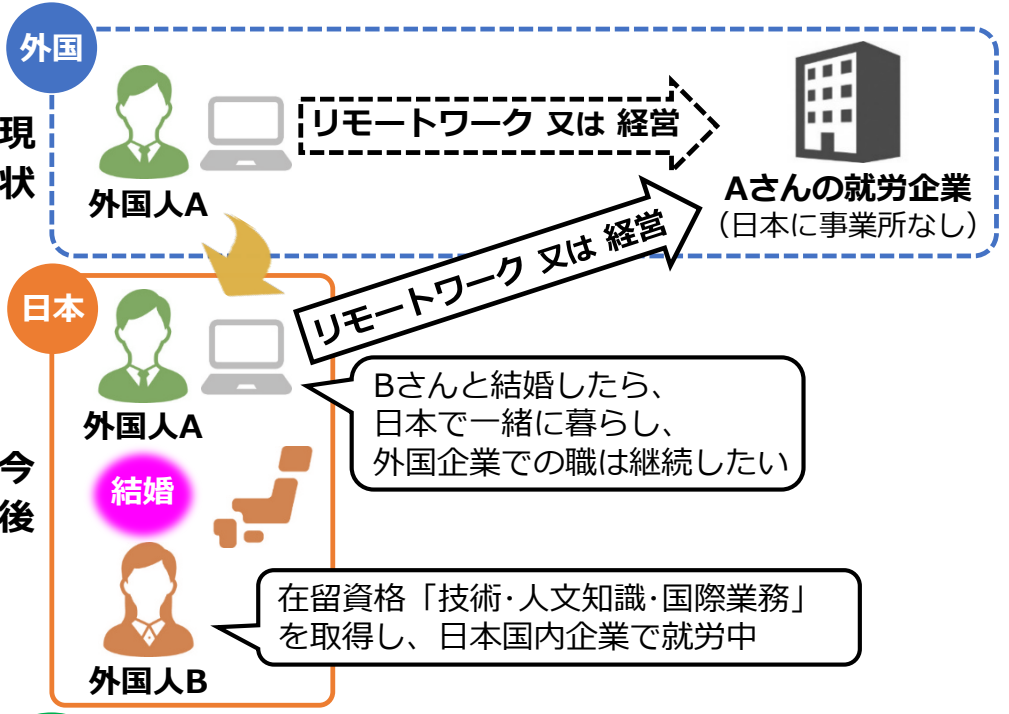 外国
現状
リモートワーク 又は 経営
外国人A
Aさんの就労企業
（日本に事業所なし）
リモートワーク 又は 経営
日本
今後
外国人A
Bさんと結婚したら、
日本で一緒に暮らし、
外国企業での職は継続したい
結婚
在留資格「技術･人文知識･国際業務」
を取得し、日本国内企業で就労中
外国人B